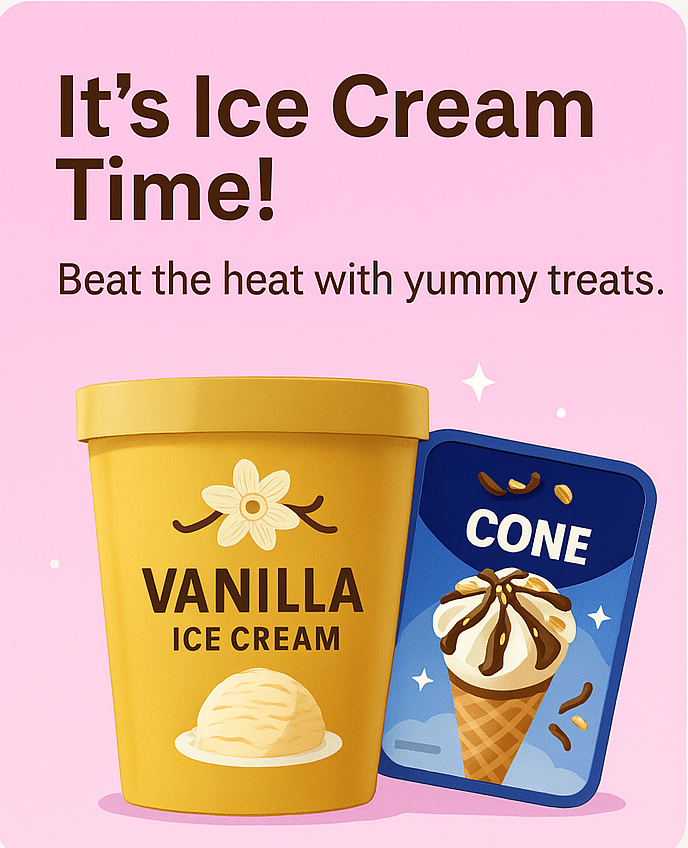 It’s Ice Cream
Time!
Beat the heat with yummy treats.
VANILLA
ICE CREAM
CONE